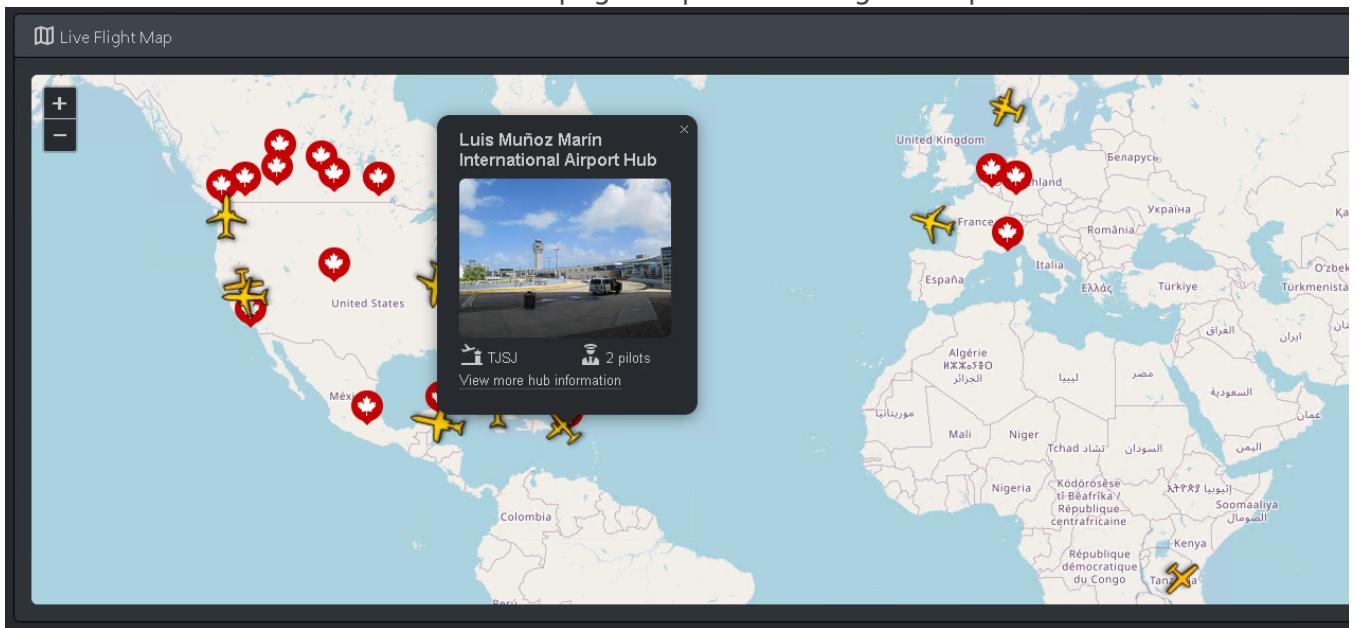 Live Flight Map
+
−
Luis Muñoz Marín
International Airport Hub
×
TJSJ
2 pilots
View more hub information
United States
Colombia
United Kingdom
Беларусь
Україна
France
România
Italia
España
Ελλάς
Türkiye
O'zbek
Türkmenista
العراق
ایران
Algérie
الجزائر
ليبيا
مصر
السعودية
عمان
موريتانيا
Mali
Niger
Tchad تشاد
السودان
اليمن
Nigeria
Ködörösêse
tî Bêafrîka /
République
centrafricaine
Soomaaliya
الصومال
Kenya
République
démocratique
du Congo